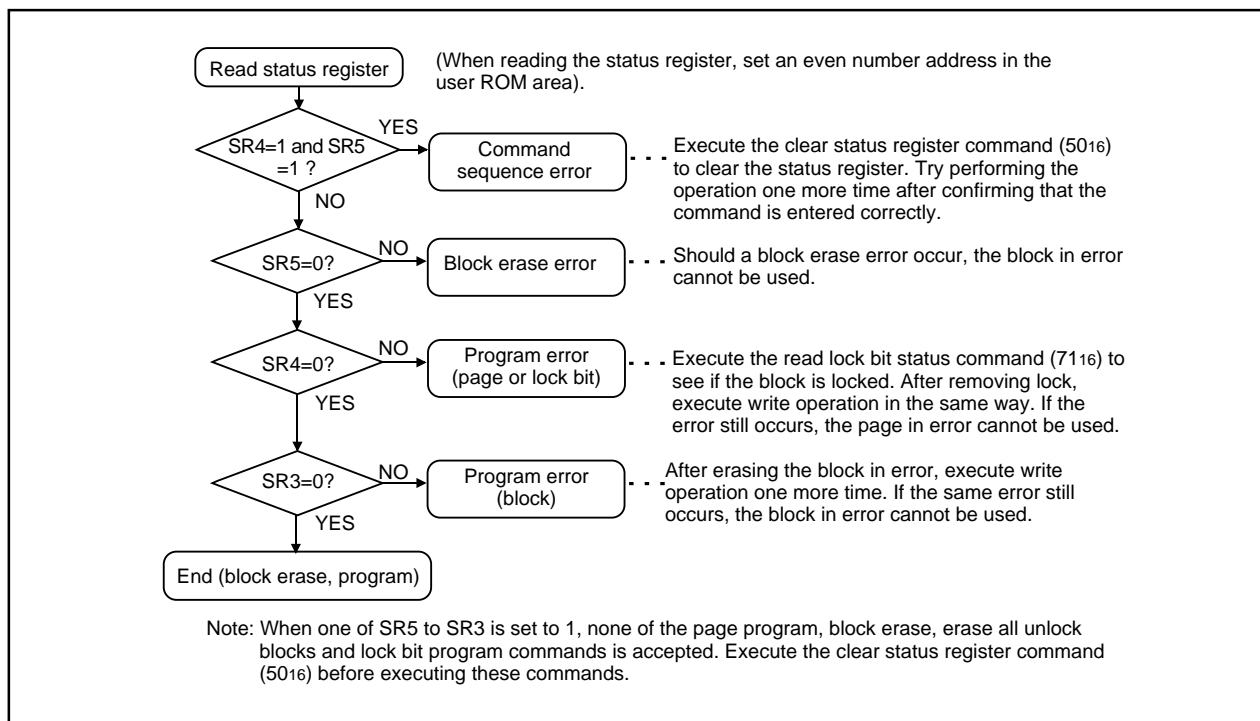 Read status register
(When reading the status register, set an even number address in the
user ROM area).
SR4=1 and SR5
=1 ?
YES
NO
Command
sequence error
Execute the clear status register command (5016)
to clear the status register. Try performing the
operation one more time after confirming that the
command is entered correctly.
SR5=0?
NO
YES
Block erase error
Should a block erase error occur, the block in error
cannot be used.
SR4=0?
NO
YES
Program error
(page or lock bit)
Execute the read lock bit status command (7116) to
see if the block is locked. After removing lock,
execute write operation in the same way. If the
error still occurs, the page in error cannot be used.
SR3=0?
NO
YES
Program error
(block)
After erasing the block in error, execute write
operation one more time. If the same error still
occurs, the block in error cannot be used.
End (block erase, program)
Note: When one of SR5 to SR3 is set to 1, none of the page program, block erase, erase all unlock
blocks and lock bit program commands is accepted. Execute the clear status register command
(5016) before executing these commands.